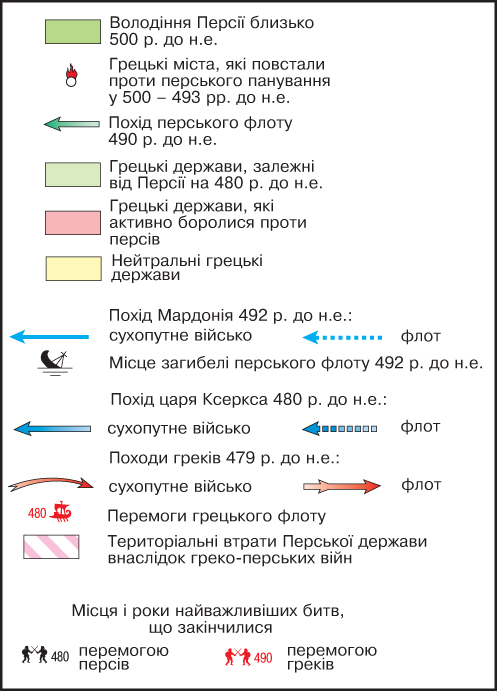 Володіння Персії близько
500 р. до н.е.
Грецькі міста, які повстали
проти перського панування
у 500 – 493 рр. до н.е.
Похід перського флоту
490 р. до н.е.
Грецькі держави, залежні
від Персії на 480 р. до н.е.
Грецькі держави, які
активно боролися проти
персів
Нейтральні грецькі
держави
Похід Мардонія 492 р. до н.е.:
сухопутне військо флот
Місце загибелі перського флоту 492 р. до н.е.
Похід царя Ксеркса 480 р. до н.е.:
сухопутне військо флот
Походи греків 479 р. до н.е.:
сухопутне військо флот
480 Перемоги грецького флоту
Територіальні втрати Перської держави
внаслідок греко-перських війн
Місця і роки найважливіших битв,
що закінчилися
480 перемогою
персів
490 перемогою
греків